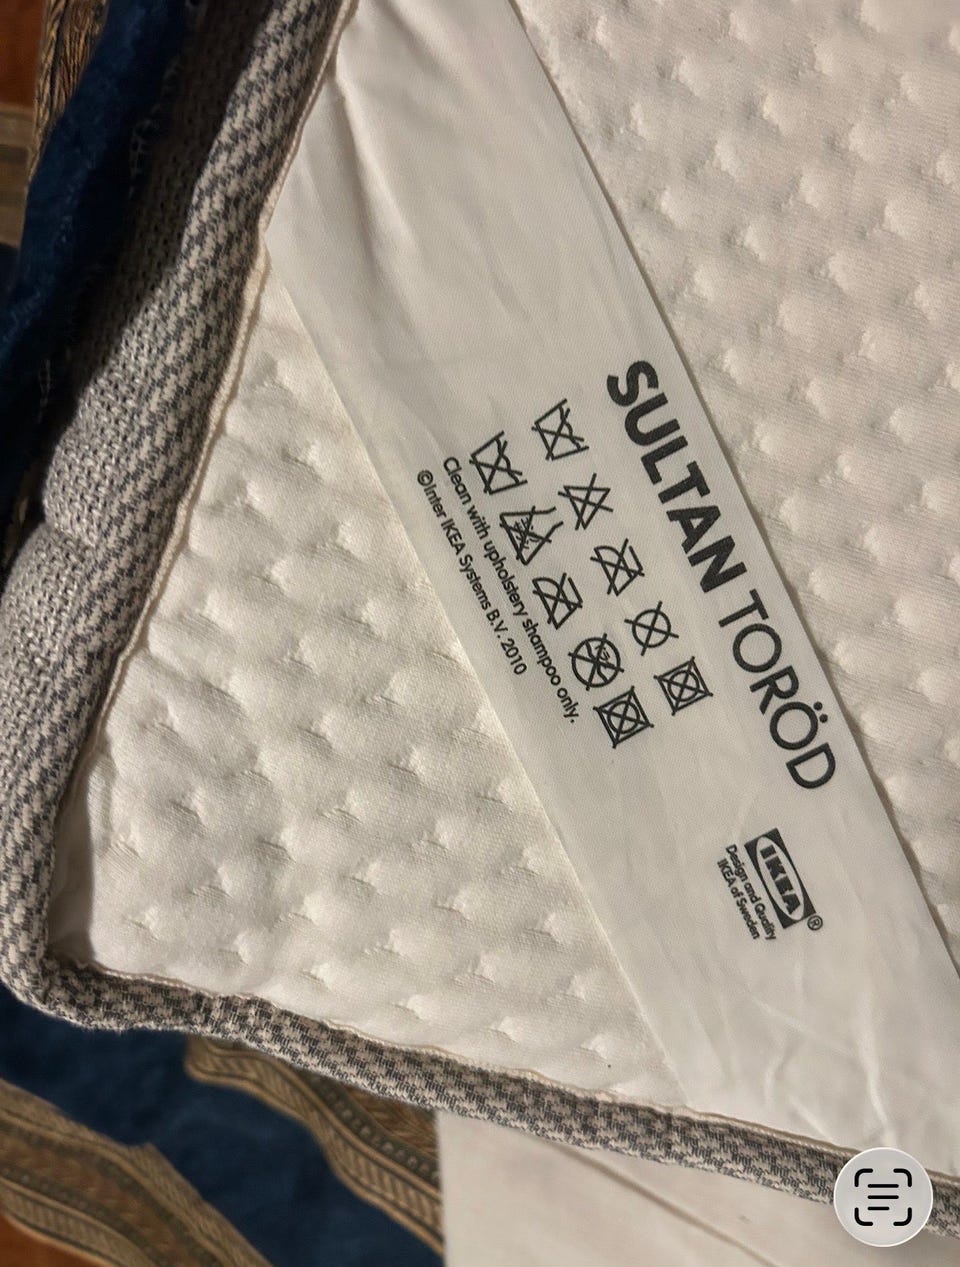 SULTAN TORÖD
Clean with upholstery shampoo only.
©Inter IKEA Systems B.V. 2010
IKEA®
Design and Quality
IKEA of Sweden